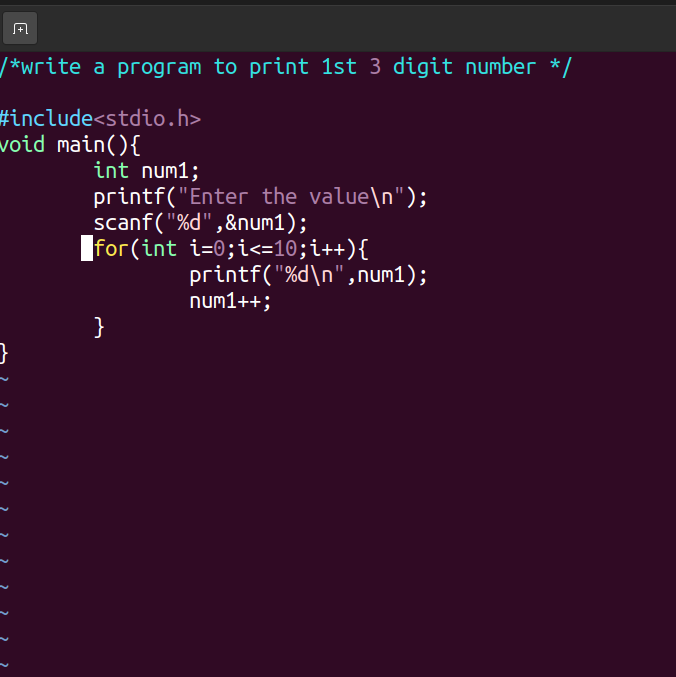 /*write a program to print 1st 3 digit number */
#include<stdio.h>
void main(){
int num1;
printf("Enter the value\n");
scanf("%d",&num1);
for(int i=0;i<=10;i++){
printf("%d\n",num1);
num1++;
}
}
~
~
~
~
~
~
~
~
~
~
~
~